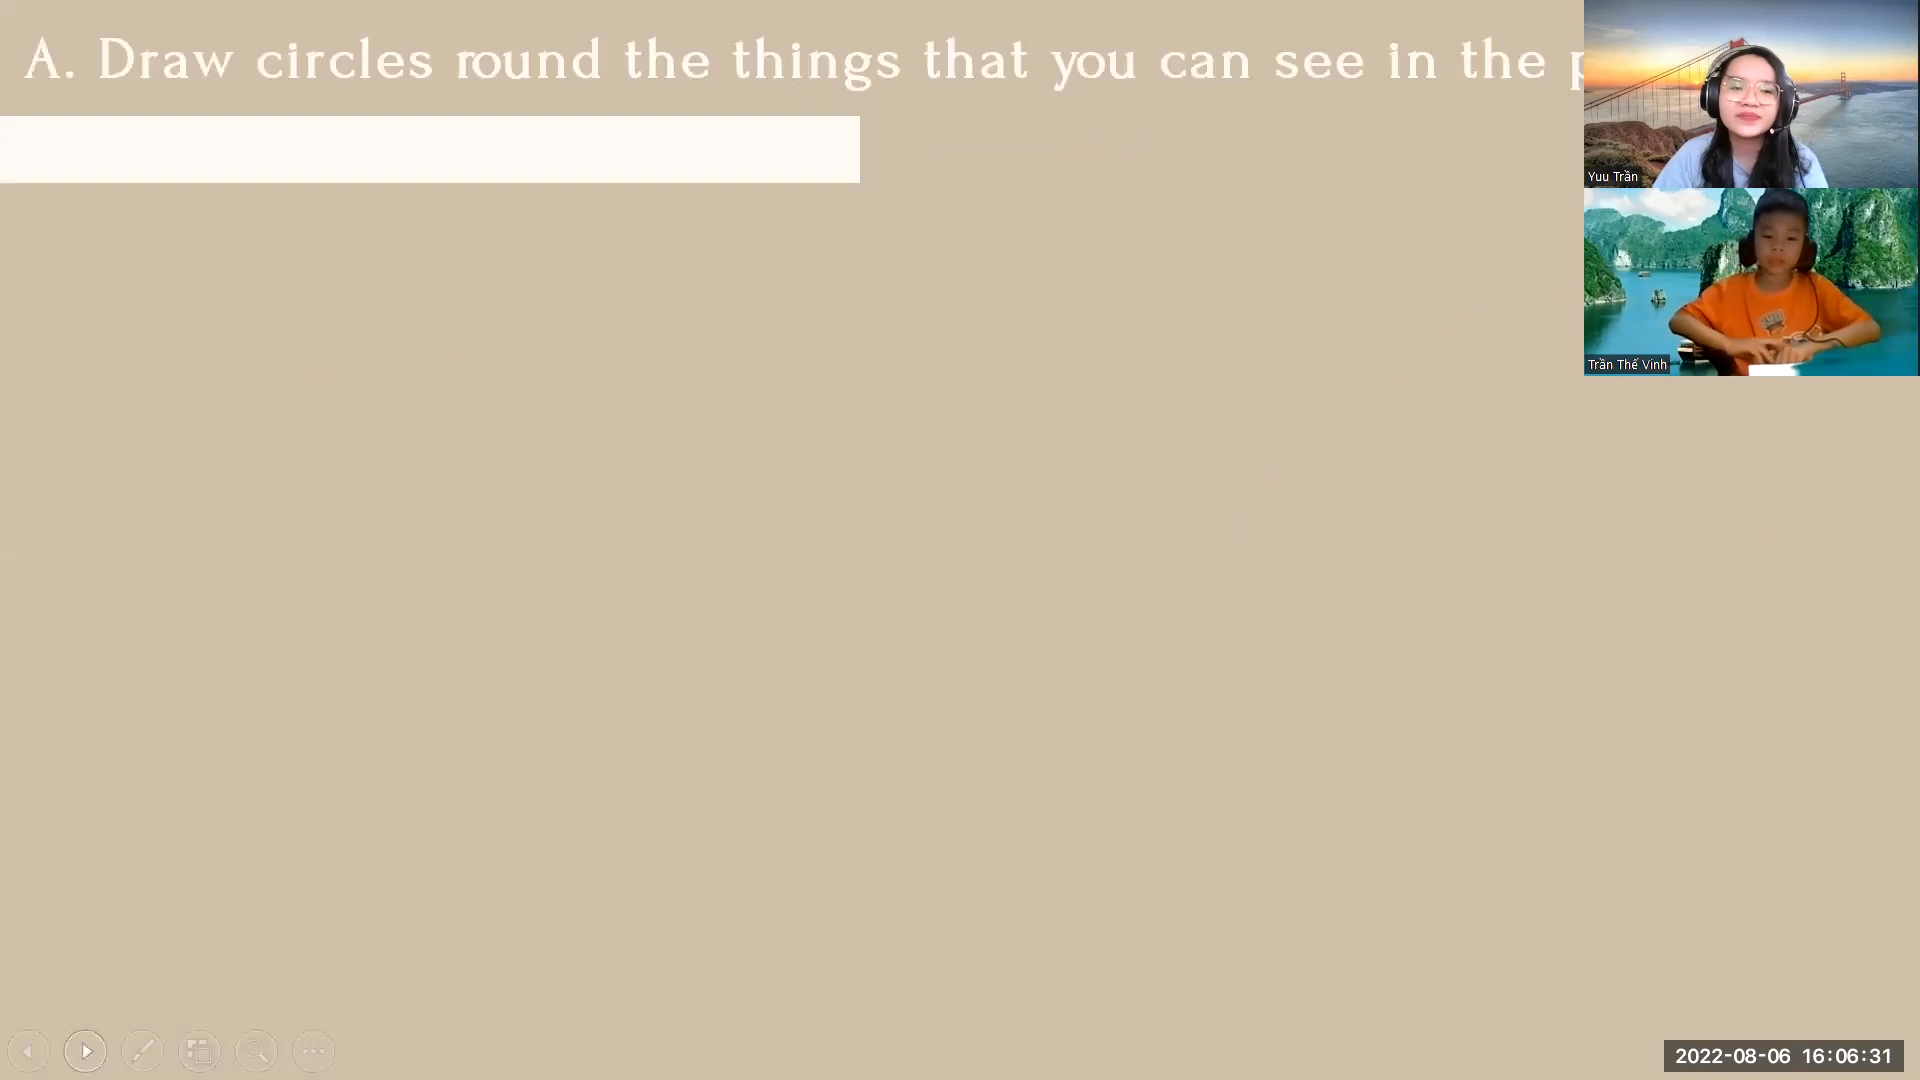 A. Draw circles round the things that you can see in the p
Yuu Trần
Trần Thế Vinh
2022-08-06 16:06:31